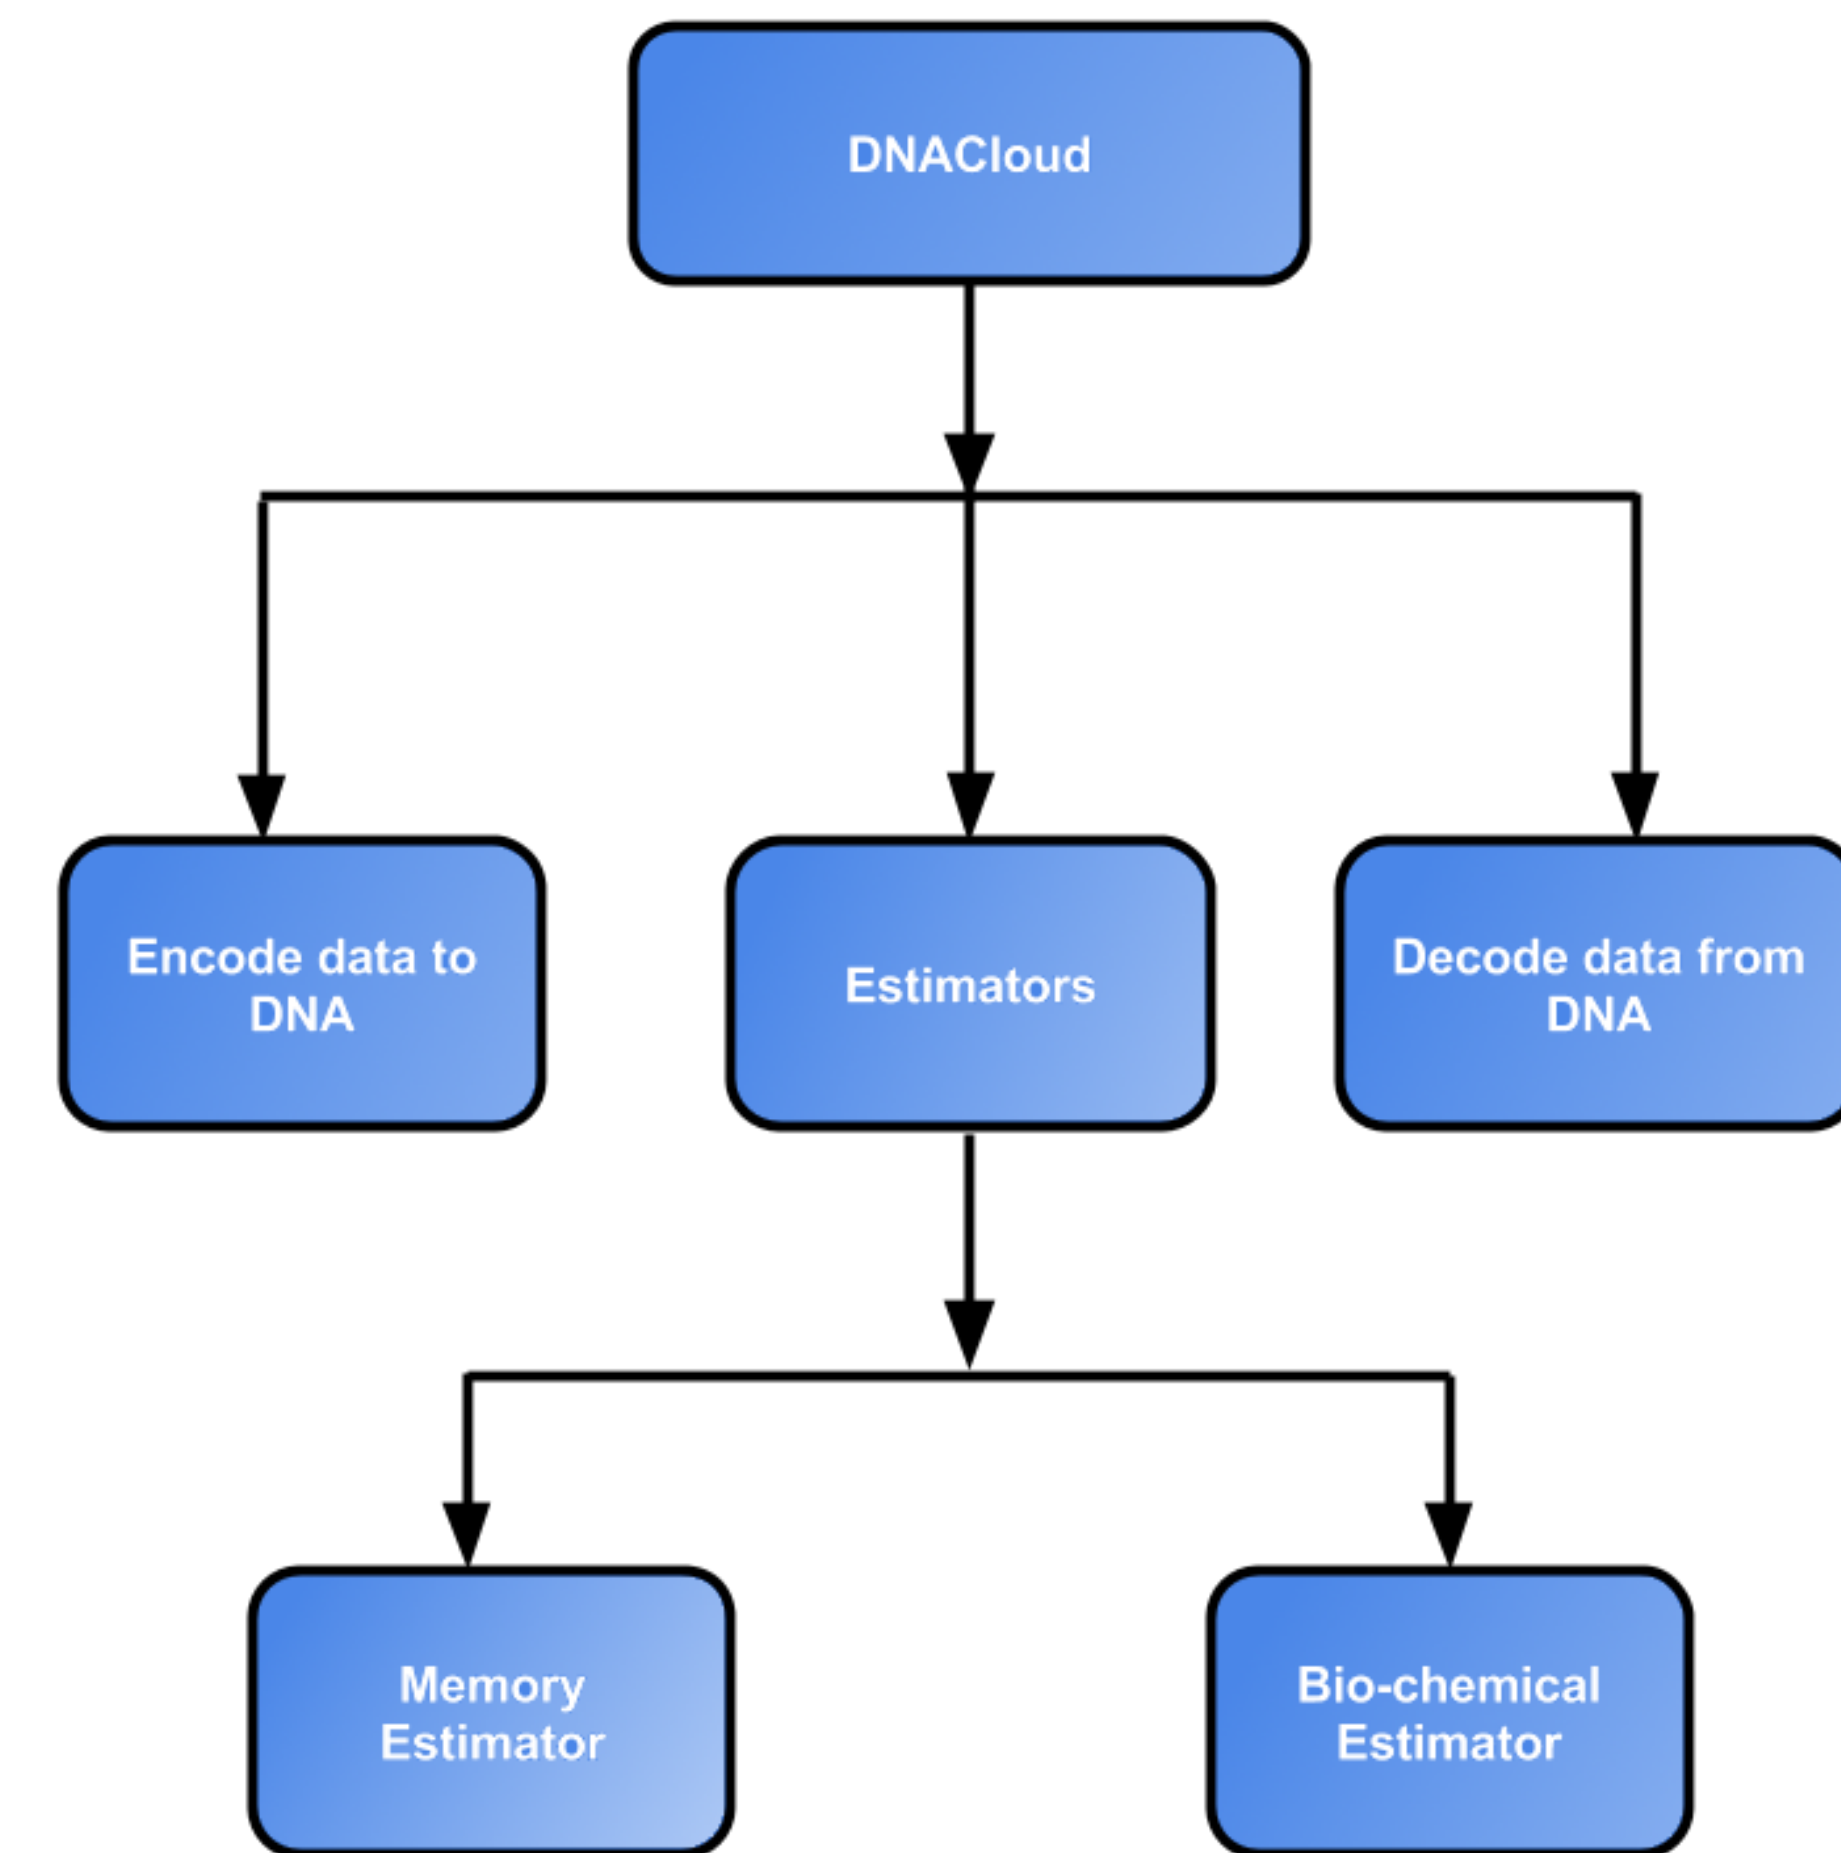 DNACloud
Encode data to
DNA
Estimators
Decode data from
DNA
Memory
Estimator
Bio-chemical
Estimator